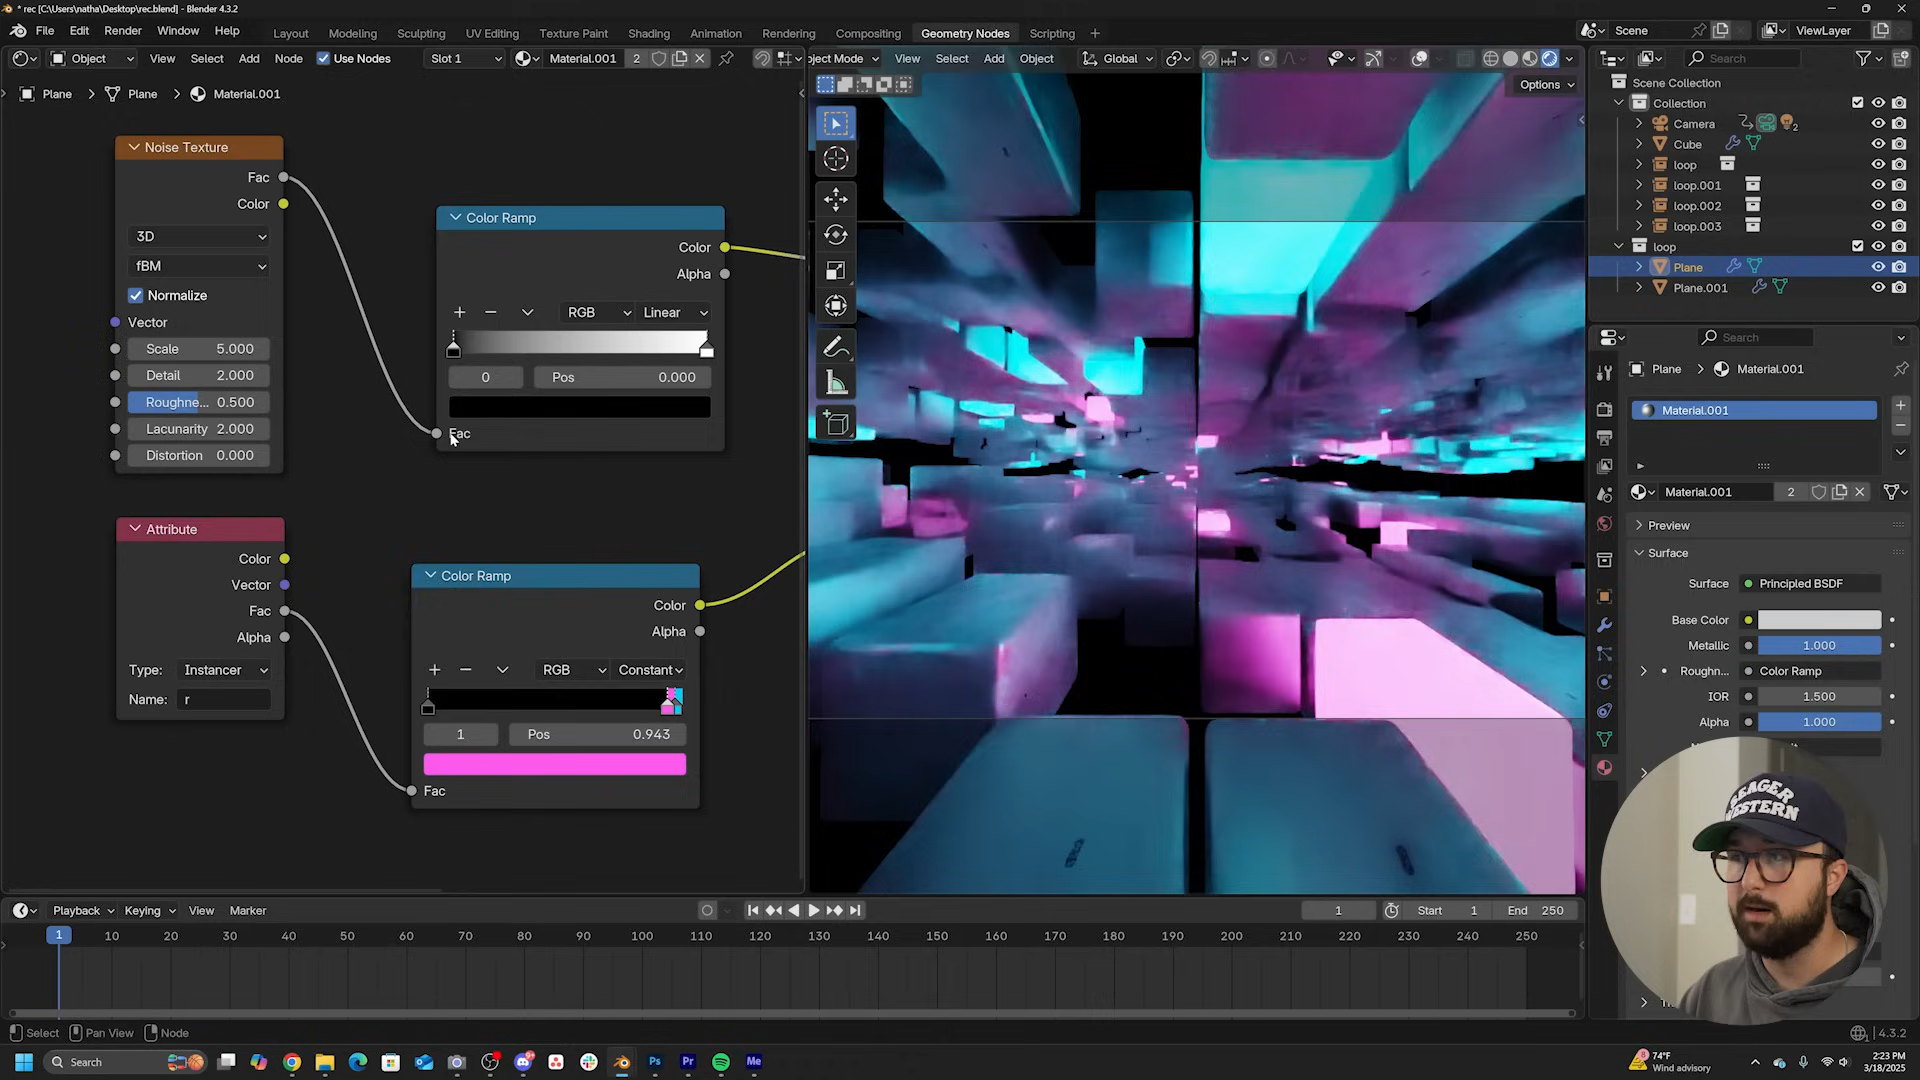 * rec [C:\Users\natha\Desktop\rec.blend] - Blender 4.3.2
File Edit Render Window Help
Layout Modeling Sculpting UV Editing Texture Paint Shading Animation Rendering Compositing Geometry Nodes Scripting +
Scene ViewLayer
Object View Select Add Node Use Nodes Slot 1 Material.001 2
ject Mode View Select Add Object Global
Search
Plane > Plane > Material.001
Options
Scene Collection
Collection
Camera 2
Cube
loop
loop.001
loop.002
loop.003
loop
Plane
Plane.001
Noise Texture
Fac
Color
3D
fBM
Normalize
Vector
Scale 5.000
Detail 2.000
Roughne... 0.500
Lacunarity 2.000
Distortion 0.000
Color Ramp
Color
Alpha
RGB Linear
0 Pos 0.000
Fac
Attribute
Color
Vector
Fac
Alpha
Type: Instancer
Name: r
Color Ramp
Color
Alpha
RGB Constant
1 Pos 0.943
Fac
Search
Plane > Material.001
Material.001
Material.001 2
Preview
Surface
Surface Principled BSDF
Base Color
Metallic 1.000
Roughn... Color Ramp
IOR 1.500
Alpha 1.000
SEAGER
WESTERN
Playback Keying View Marker
1 Start 1 End 250
1 10 20 30 40 50 60 70 80 90 100 110 120 130 140 150 160 170 180 190 200 210 220 230 240 250
Select Pan View Node
4.3.2
Search
Ps Pr Me
74°F
Wind advisory
2:23 PM
3/18/2025